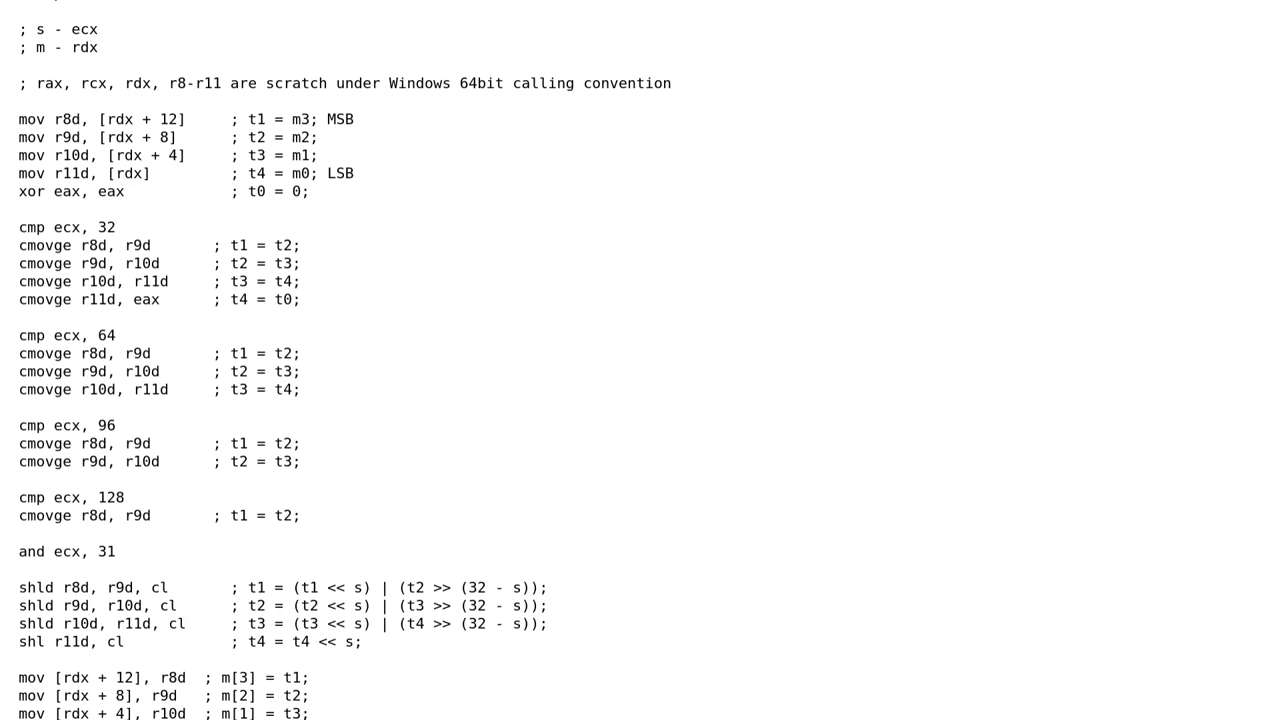 ; s - ecx
; m - rdx
; rax, rcx, rdx, r8-r11 are scratch under Windows 64bit calling convention
mov r8d, [rdx + 12]     ; t1 = m3; MSB
mov r9d, [rdx + 8]      ; t2 = m2;
mov r10d, [rdx + 4]     ; t3 = m1;
mov r11d, [rdx]         ; t4 = m0; LSB
xor eax, eax            ; t0 = 0;
cmp ecx, 32
cmovge r8d, r9d       ; t1 = t2;
cmovge r9d, r10d      ; t2 = t3;
cmovge r10d, r11d     ; t3 = t4;
cmovge r11d, eax      ; t4 = t0;
cmp ecx, 64
cmovge r8d, r9d       ; t1 = t2;
cmovge r9d, r10d      ; t2 = t3;
cmovge r10d, r11d     ; t3 = t4;
cmp ecx, 96
cmovge r8d, r9d       ; t1 = t2;
cmovge r9d, r10d      ; t2 = t3;
cmp ecx, 128
cmovge r8d, r9d       ; t1 = t2;
and ecx, 31
shld r8d, r9d, cl       ; t1 = (t1 << s) | (t2 >> (32 - s));
shld r9d, r10d, cl      ; t2 = (t2 << s) | (t3 >> (32 - s));
shld r10d, r11d, cl     ; t3 = (t3 << s) | (t4 >> (32 - s));
shl r11d, cl            ; t4 = t4 << s;
mov [rdx + 12], r8d  ; m[3] = t1;
mov [rdx + 8], r9d   ; m[2] = t2;
mov [rdx + 4], r10d  ; m[1] = t3;